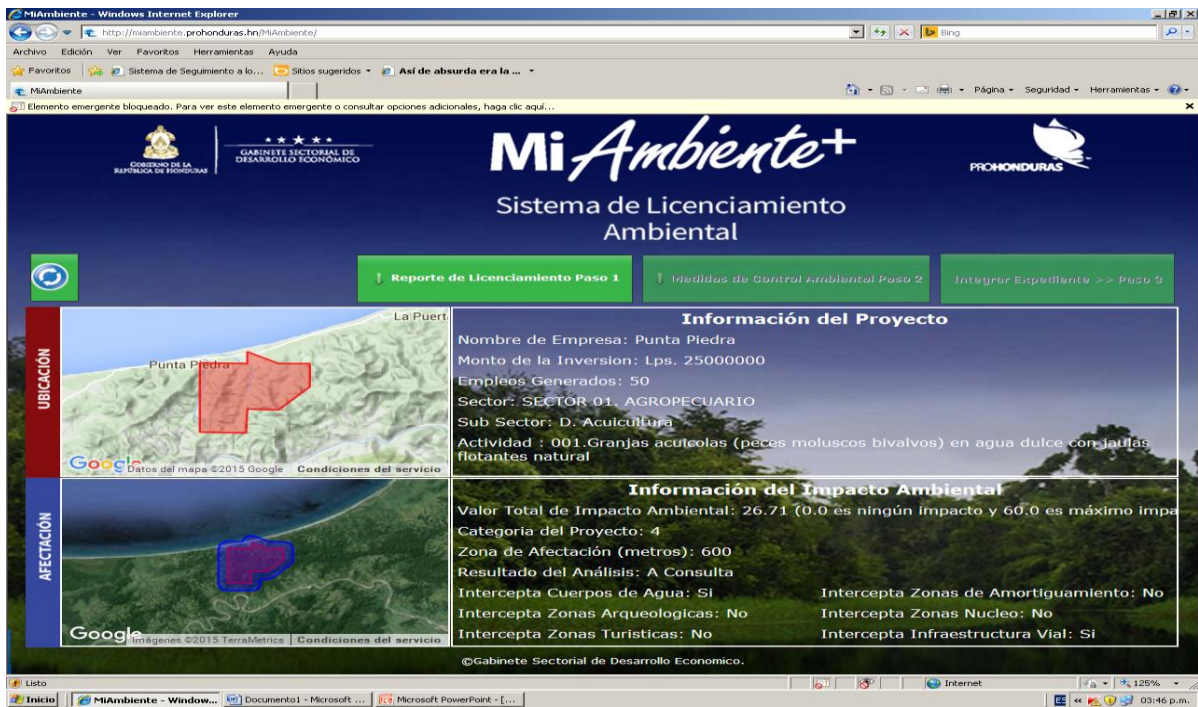 MiAmbiente - Windows Internet Explorer
http://miambiente.prohonduras.hn/MiAmbiente/
Bing
Archivo Edición Ver Favoritos Herramientas Ayuda
Favoritos Sistema de Seguimiento a lo... Sitios sugeridos Así de absurda era la ...
MiAmbiente
Página Seguridad Herramientas
Elemento emergente bloqueado. Para ver este elemento emergente o consultar opciones adicionales, haga clic aquí...
GOBIERNO DE LA
REPÚBLICA DE HONDURAS
GABINETE SECTORIAL DE
DESARROLLO ECONÓMICO
MiAmbiente+
PROHONDURAS
Sistema de Licenciamiento
Ambiental
Reporte de Licenciamiento Paso 1
Medidas de Control Ambiental Paso 2
Integrar Expediente >> Paso 3
UBICACIÓN
La Puert
Punta Piedra
Google
Datos del mapa ©2015 Google Condiciones del servicio
Información del Proyecto
Nombre de Empresa: Punta Piedra
Monto de la Inversion: Lps. 25000000
Empleos Generados: 50
Sector: SECTOR 01. AGROPECUARIO
Sub Sector: D. Acuicultura
Actividad : 001.Granjas acuícolas (peces moluscos bivalvos) en agua dulce con jaulas
flotantes natural
AFECTACIÓN
Google
Imágenes ©2015 TerraMetrics Condiciones del servicio
Información del Impacto Ambiental
Valor Total de Impacto Ambiental: 26.71 (0.0 es ningún impacto y 60.0 es máximo impa
Categoria del Proyecto: 4
Zona de Afectación (metros): 600
Resultado del Análisis: A Consulta
Intercepta Cuerpos de Agua: Si Intercepta Zonas de Amortiguamiento: No
Intercepta Zonas Arqueologicas: No Intercepta Zonas Nucleo: No
Intercepta Zonas Turisticas: No Intercepta Infraestructura Vial: Si
©Gabinete Sectorial de Desarrollo Economico.
Listo
Internet
125%
Inicio
MiAmbiente - Window...
Documento1 - Microsoft ...
Microsoft PowerPoint - [...
ES
03:46 p.m.